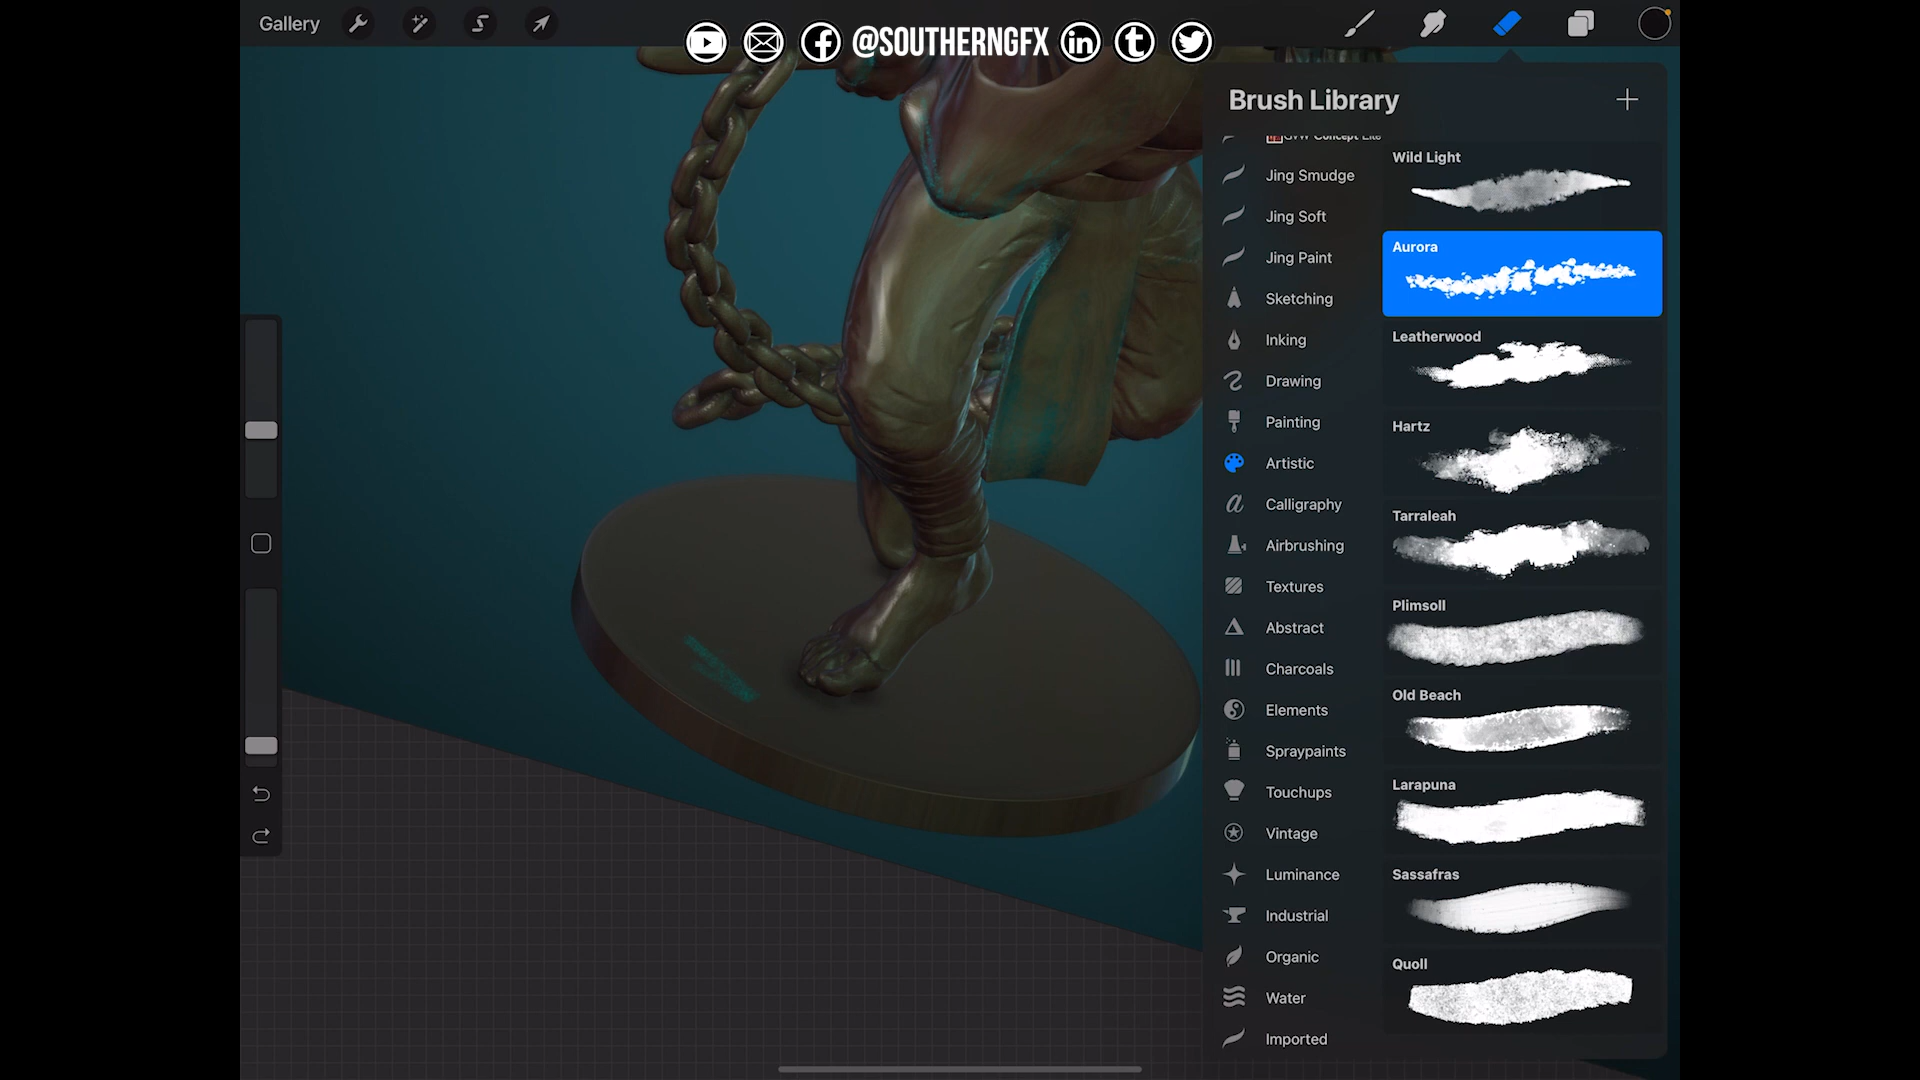 Gallery
@SOUTHERNGFX
Brush Library
Concept Lite
Jing Smudge
Jing Soft
Jing Paint
Sketching
Inking
Drawing
Painting
Artistic
Calligraphy
Airbrushing
Textures
Abstract
Charcoals
Elements
Spraypaints
Touchups
Vintage
Luminance
Industrial
Organic
Water
Imported
Wild Light
Aurora
Leatherwood
Hartz
Tarraleah
Plimsoll
Old Beach
Larapuna
Sassafras
Quoll